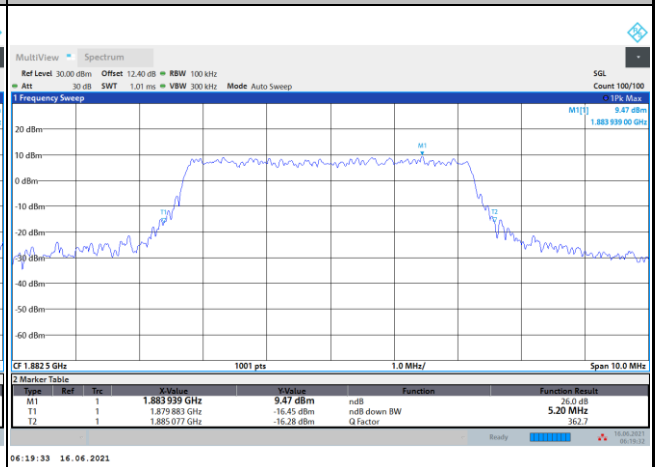 MultiView Spectrum
Ref Level 30.00 dBm Offset 12.40 dB RBW 100 kHz SGL
Att 30 dB SWT 1.01 ms VBW 300 kHz Mode Auto Sweep Count 100/100
1 Frequency Sweep 1Pk Max
M1[1] 9.47 dBm
1.883 939 00 GHz
20 dBm
M1
10 dBm
0 dBm
-10 dBm
T1 T2
-20 dBm
-30 dBm
-40 dBm
-50 dBm
-60 dBm
CF 1.882 5 GHz 1001 pts 1.0 MHz/ Span 10.0 MHz
2 Marker Table
Type Ref Trc X-Value Y-Value Function Function Result
M1 1 1.883 939 GHz 9.47 dBm ndB 26.0 dB
T1 1 1.879 883 GHz -16.45 dBm ndB down BW 5.20 MHz
T2 1 1.885 077 GHz -16.28 dBm Q Factor 362.7
Ready 16.06.2021
06:19:32
06:19:33 16.06.2021